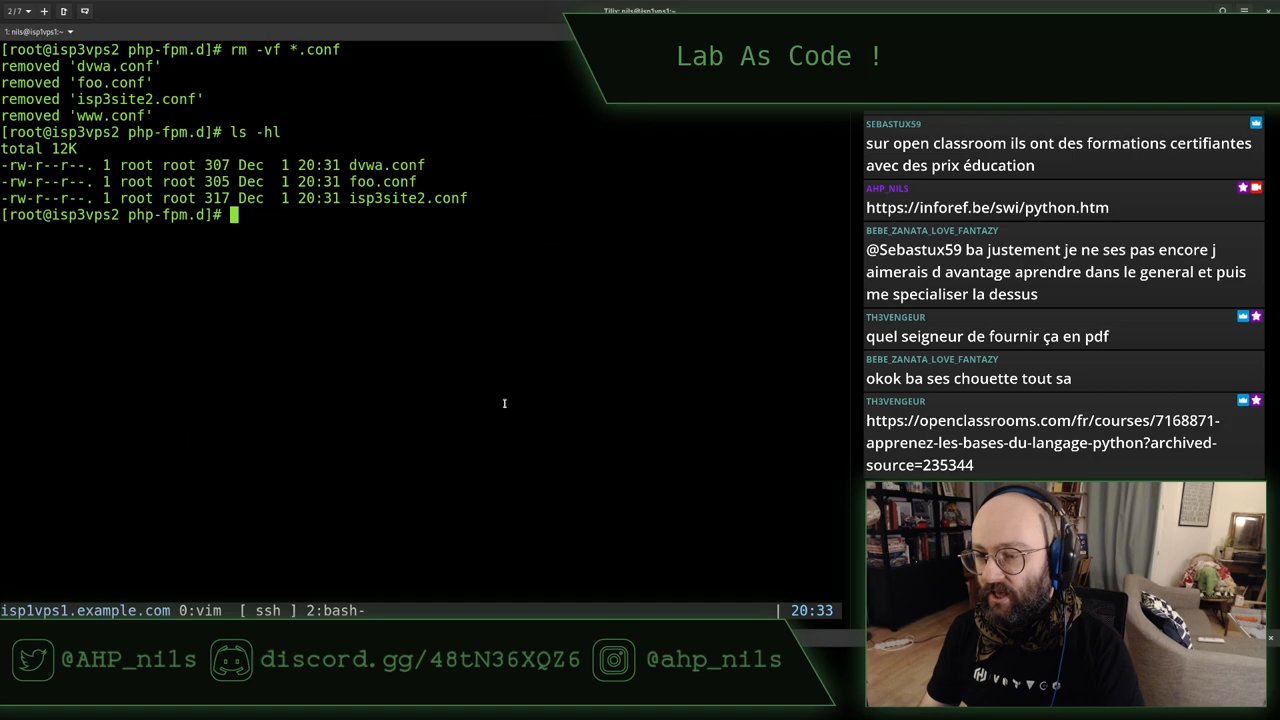 2/7
Tilix: nils@isp1vps1:~
1: nils@isp1vps1:~
[root@isp3vps2 php-fpm.d]# rm -vf *.conf
removed 'dvwa.conf'
removed 'foo.conf'
removed 'isp3site2.conf'
removed 'www.conf'
[root@isp3vps2 php-fpm.d]# ls -hl
total 12K
-rw-r--r--. 1 root root 307 Dec  1 20:31 dvwa.conf
-rw-r--r--. 1 root root 305 Dec  1 20:31 foo.conf
-rw-r--r--. 1 root root 317 Dec  1 20:31 isp3site2.conf
[root@isp3vps2 php-fpm.d]#
isp1vps1.example.com 0:vim  [ ssh ] 2:bash-
| 20:33
Lab As Code !
SEBASTUX59
sur open classroom ils ont des formations certifiantes
avec des prix éducation
AHP_NILS
https://inforef.be/swi/python.htm
BEBE_ZANATA_LOVE_FANTAZY
@Sebastux59 ba justement je ne ses pas encore j
aimerais d avantage aprendre dans le general et puis
me specialiser la dessus
TH3VENGEUR
quel seigneur de fournir ça en pdf
BEBE_ZANATA_LOVE_FANTAZY
okok ba ses chouette tout sa
TH3VENGEUR
https://openclassrooms.com/fr/courses/7168871-
apprenez-les-bases-du-langage-python?archived-
source=235344
@AHP_nils
discord.gg/48tN36XQZ6
@ahp_nils